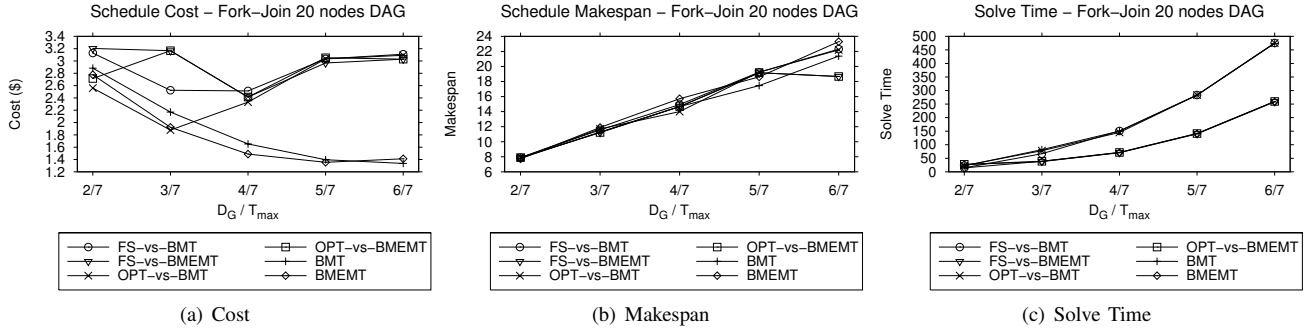 Schedule Cost – Fork–Join 20 nodes DAG
Cost ($)
3.4
3.2
3
2.8
2.6
2.4
2.2
2
1.8
1.6
1.4
1.2
2/7 3/7 4/7 5/7 6/7
D_G / T_max
FS–vs–BMT
FS–vs–BMEMT
OPT–vs–BMT
OPT–vs–BMEMT
BMT
BMEMT
(a) Cost
Schedule Makespan – Fork–Join 20 nodes DAG
Makespan
24
22
20
18
16
14
12
10
8
6
2/7 3/7 4/7 5/7 6/7
D_G / T_max
FS–vs–BMT
FS–vs–BMEMT
OPT–vs–BMT
OPT–vs–BMEMT
BMT
BMEMT
(b) Makespan
Solve Time – Fork–Join 20 nodes DAG
Solve Time
500
450
400
350
300
250
200
150
100
50
0
2/7 3/7 4/7 5/7 6/7
D_G / T_max
FS–vs–BMT
FS–vs–BMEMT
OPT–vs–BMT
OPT–vs–BMEMT
BMT
BMEMT
(c) Solve Time